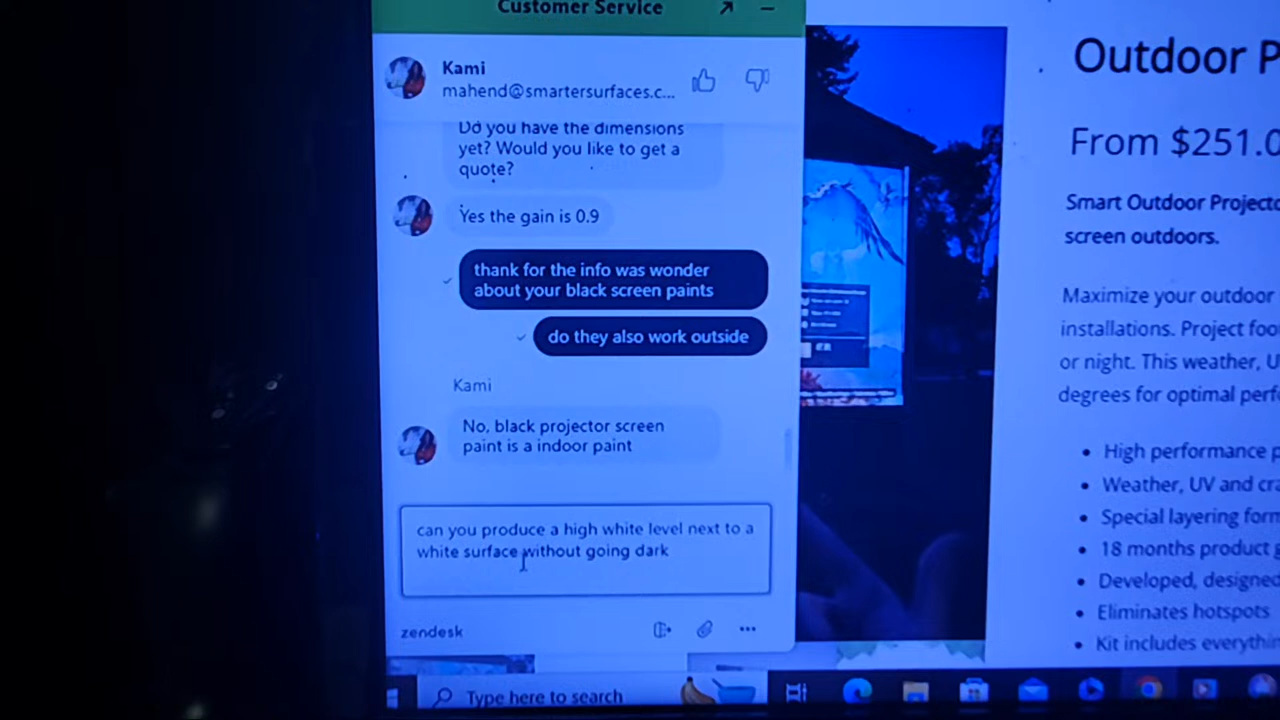 Customer Service
Kami
mahend@smartersurfaces.c...
Do you have the dimensions
yet? Would you like to get a
quote?
Yes the gain is 0.9
thank for the info was wonder
about your black screen paints
do they also work outside
Kami
No, black projector screen
paint is a indoor paint
can you produce a high white level next to a
white surface without going dark
zendesk
Type here to search
Outdoor P
From $251.0
Smart Outdoor Projecto
screen outdoors.
Maximize your outdoor
installations. Project foo
or night. This weather, U
degrees for optimal perf
• High performance p
• Weather, UV and cra
• Special layering form
• 18 months product g
• Developed, designed
• Eliminates hotspots
• Kit includes everythin